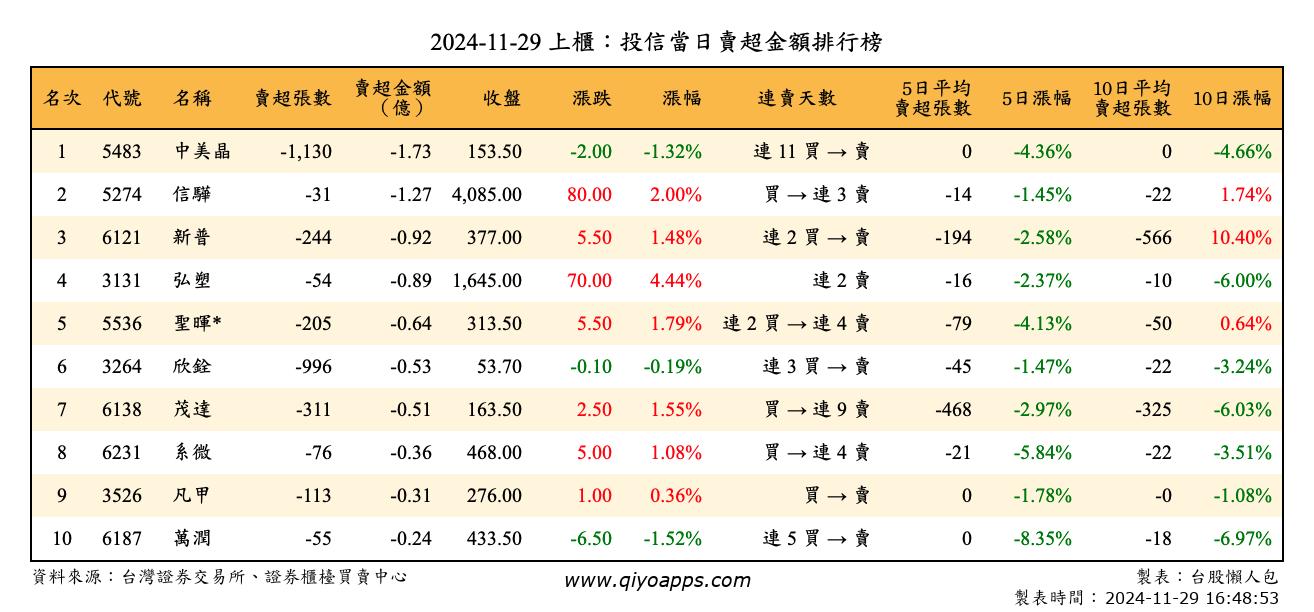 2024-11-29 上櫃：投信當日賣超金額排行榜
名次 代號 名稱 賣超張數 賣超金額（億） 收盤 漲跌 漲幅 連賣天數 5日平均賣超張數 5日漲幅 10日平均賣超張數 10日漲幅
1 5483 中美晶 -1,130 -1.73 153.50 -2.00 -1.32% 連 11 買 → 賣 0 -4.36% 0 -4.66%
2 5274 信驊 -31 -1.27 4,085.00 80.00 2.00% 買 → 連 3 賣 -14 -1.45% -22 1.74%
3 6121 新普 -244 -0.92 377.00 5.50 1.48% 連 2 買 → 賣 -194 -2.58% -566 10.40%
4 3131 弘塑 -54 -0.89 1,645.00 70.00 4.44% 連 2 賣 -16 -2.37% -10 -6.00%
5 5536 聖暉* -205 -0.64 313.50 5.50 1.79% 連 2 買 → 連 4 賣 -79 -4.13% -50 0.64%
6 3264 欣銓 -996 -0.53 53.70 -0.10 -0.19% 連 3 買 → 賣 -45 -1.47% -22 -3.24%
7 6138 茂達 -311 -0.51 163.50 2.50 1.55% 買 → 連 9 賣 -468 -2.97% -325 -6.03%
8 6231 系微 -76 -0.36 468.00 5.00 1.08% 買 → 連 4 賣 -21 -5.84% -22 -3.51%
9 3526 凡甲 -113 -0.31 276.00 1.00 0.36% 買 → 賣 0 -1.78% -0 -1.08%
10 6187 萬潤 -55 -0.24 433.50 -6.50 -1.52% 連 5 買 → 賣 0 -8.35% -18 -6.97%
資料來源：台灣證券交易所、證券櫃檯買賣中心 www.qiyoapps.com 製表：台股懶人包
製表時間：2024-11-29 16:48:53